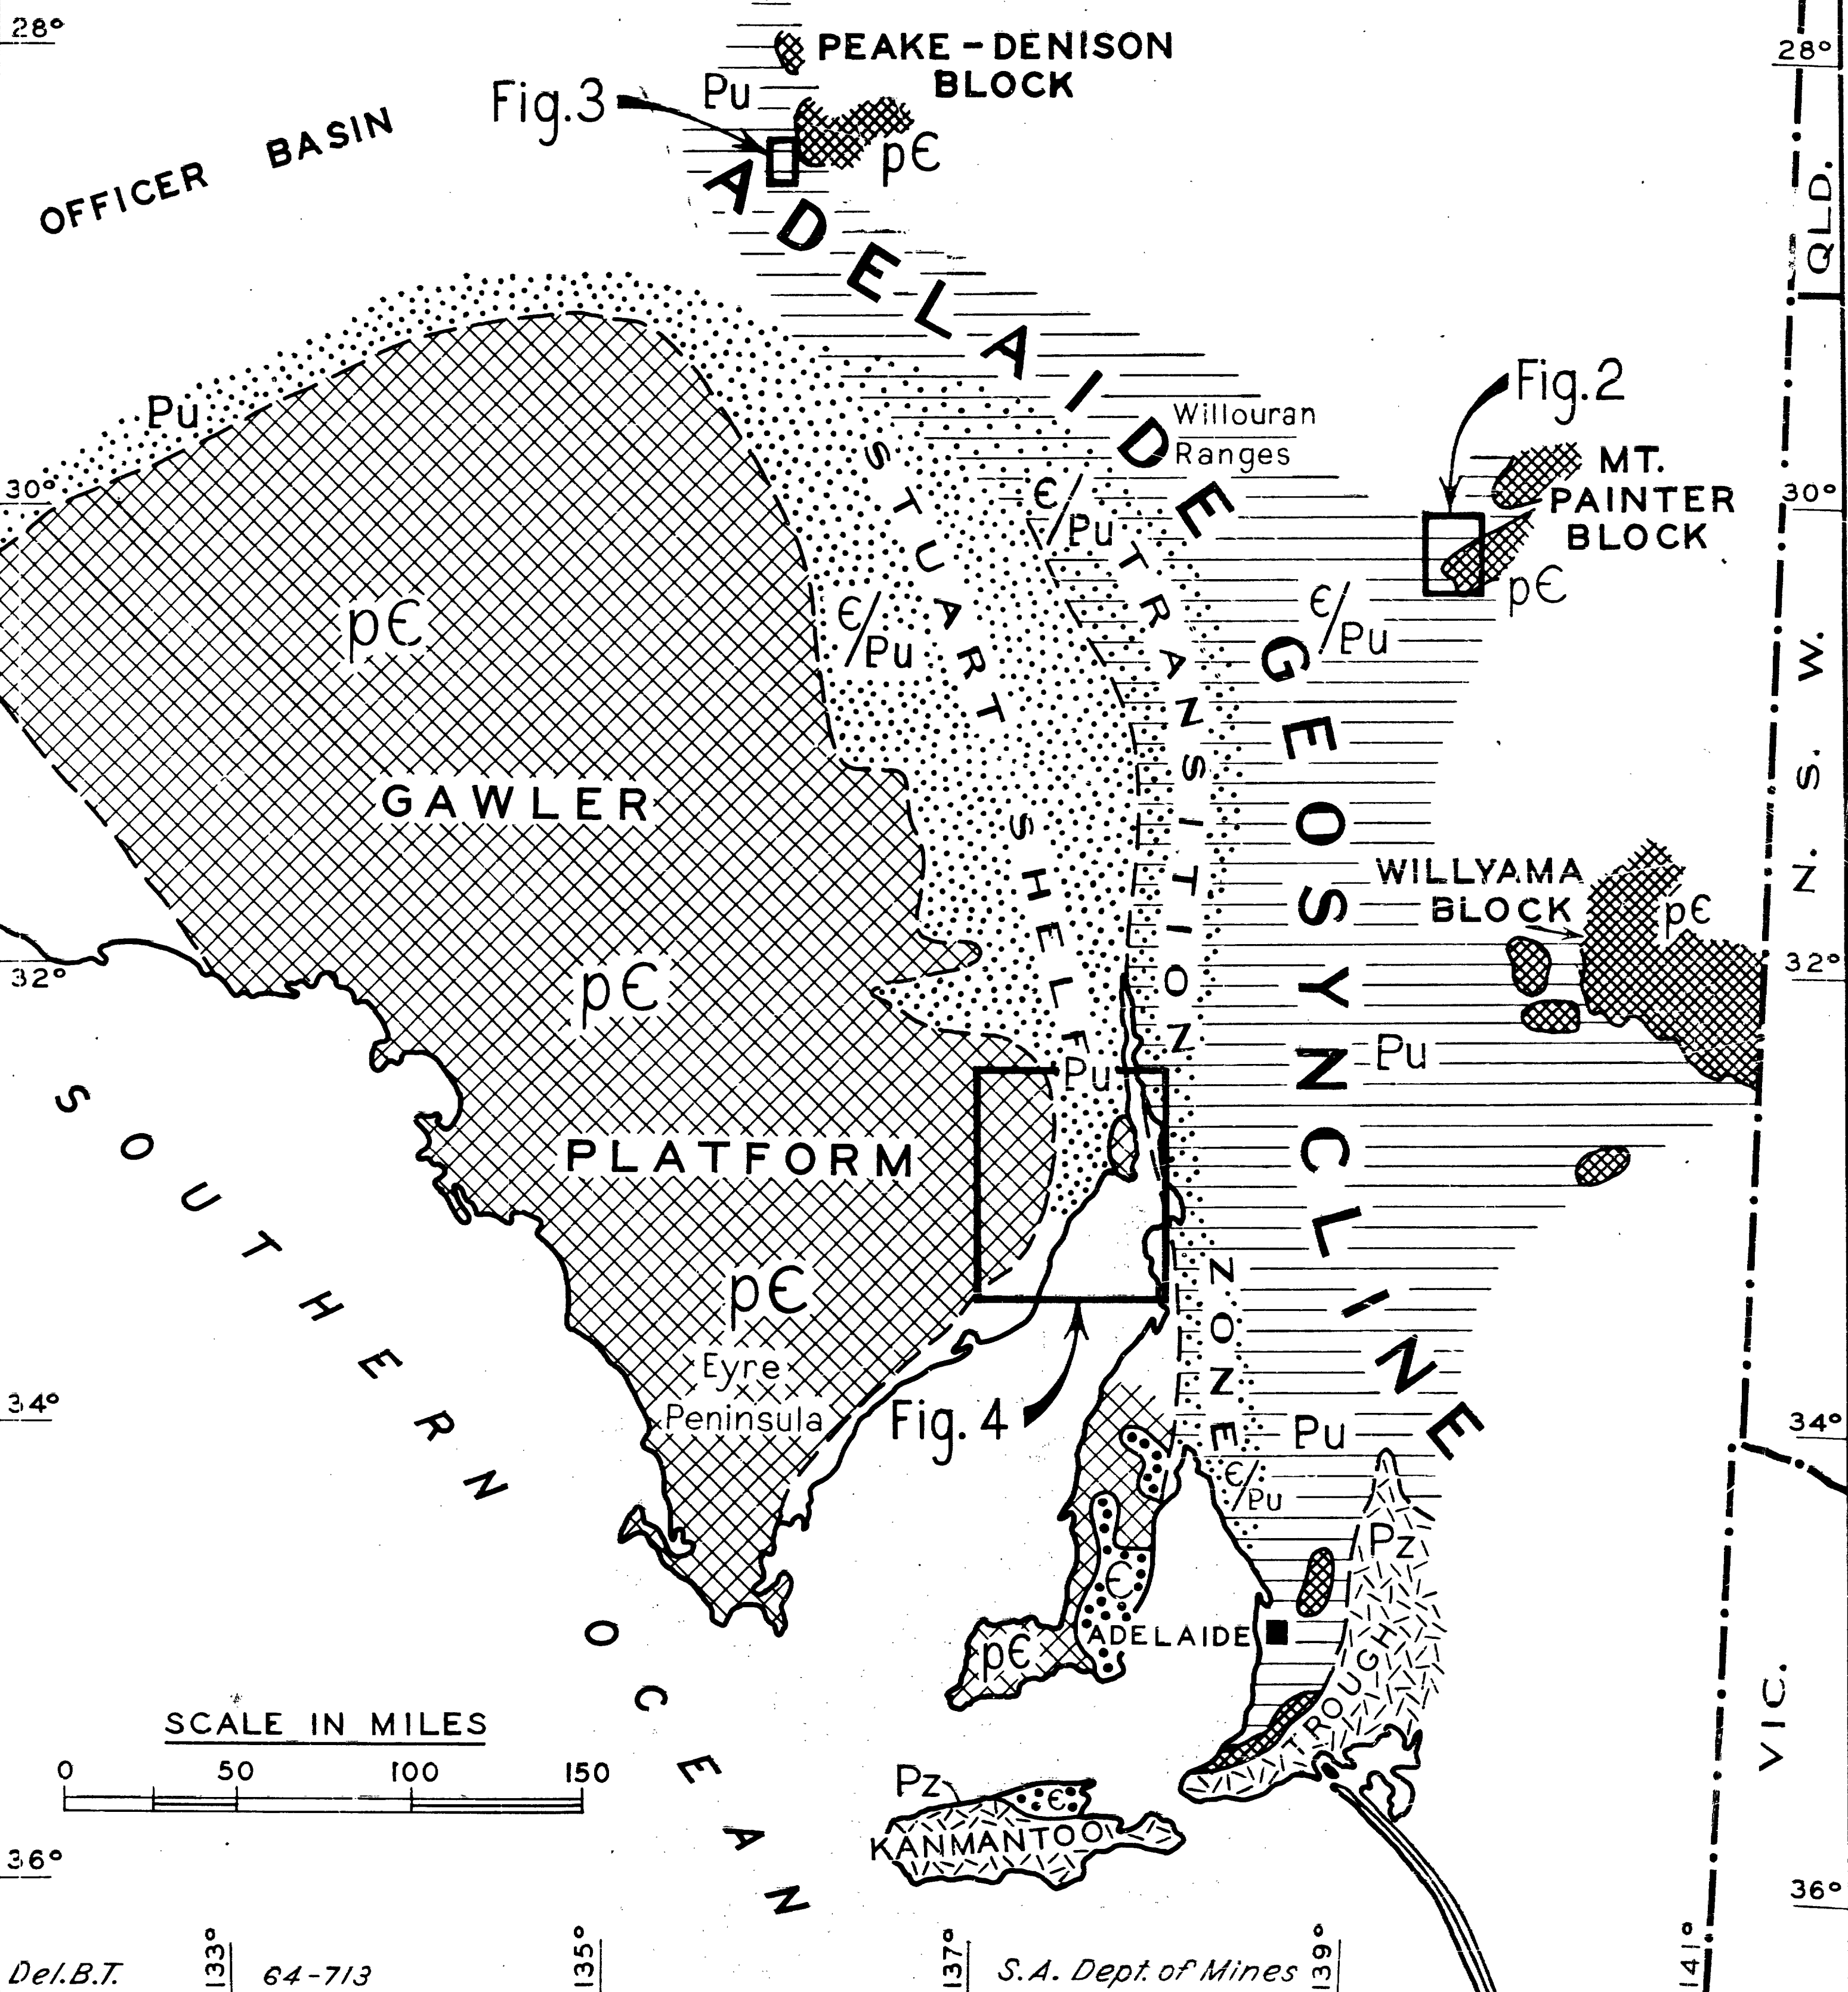 28°
PEAKE - DENISON
BLOCK
28°
Fig.3
Pu
pЄ
OFFICER BASIN
QLD.
ADELAIDE
Fig.2
Willouran
Ranges
Pu
MT.
PAINTER
BLOCK
30°
30°
Є/Pu
pЄ
STUART SHELF
TRANSITION
ZONE
Є/Pu
Є/Pu
pЄ
GEOSYNCLINE
N. S. W.
GAWLER
WILLYAMA
BLOCK
pЄ
32°
32°
pЄ
Pu
Pu
PLATFORM
pЄ
SOUTHERN OCEAN
Eyre
Peninsula
Fig. 4
34°
34°
Pu
Є/Pu
Pz
Є
ADELAIDE
pЄ
TROUGH
VIC.
SCALE IN MILES
0 50 100 150
Pz
Є
KANMANTOO
36°
36°
133°
135°
137°
139°
141°
Del.B.T.
64-713
S.A. Dept. of Mines